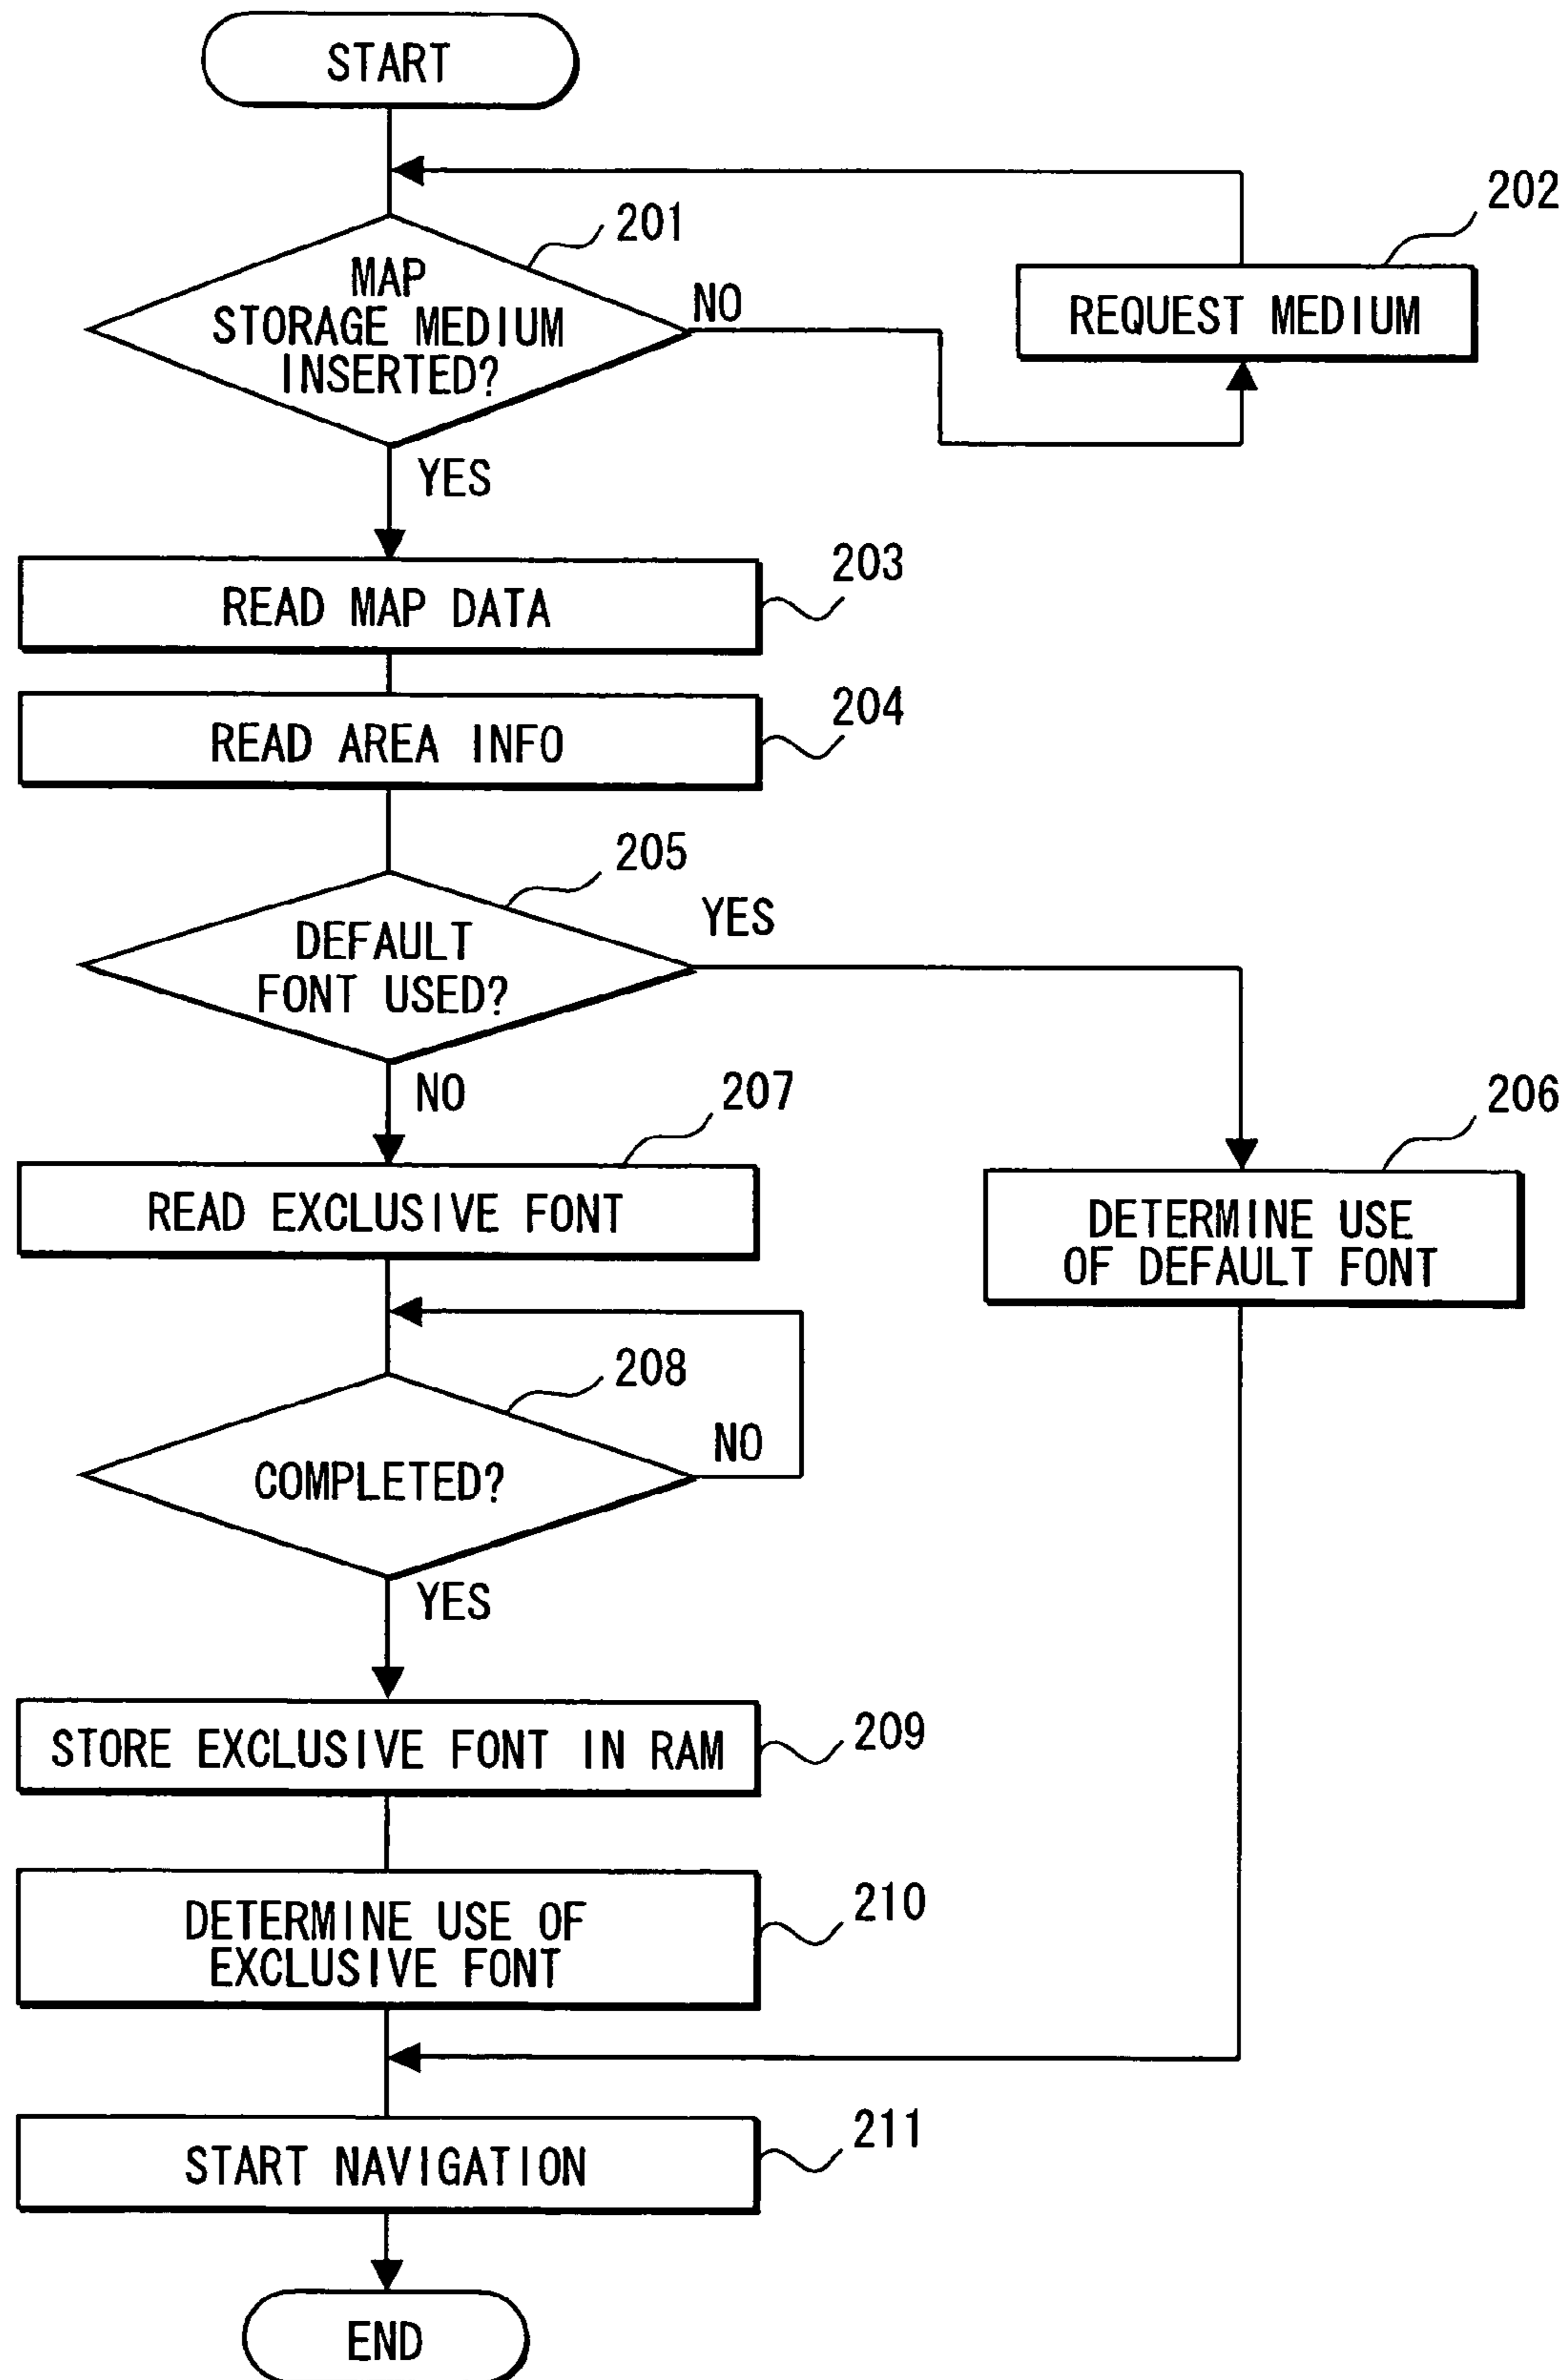 START
201
202
MAP
STORAGE MEDIUM
INSERTED?
NO
REQUEST MEDIUM
YES
203
READ MAP DATA
204
READ AREA INFO
205
YES
DEFAULT
FONT USED?
NO
207
206
READ EXCLUSIVE FONT
DETERMINE USE
OF DEFAULT FONT
208
NO
COMPLETED?
YES
209
STORE EXCLUSIVE FONT IN RAM
210
DETERMINE USE OF
EXCLUSIVE FONT
211
START NAVIGATION
END